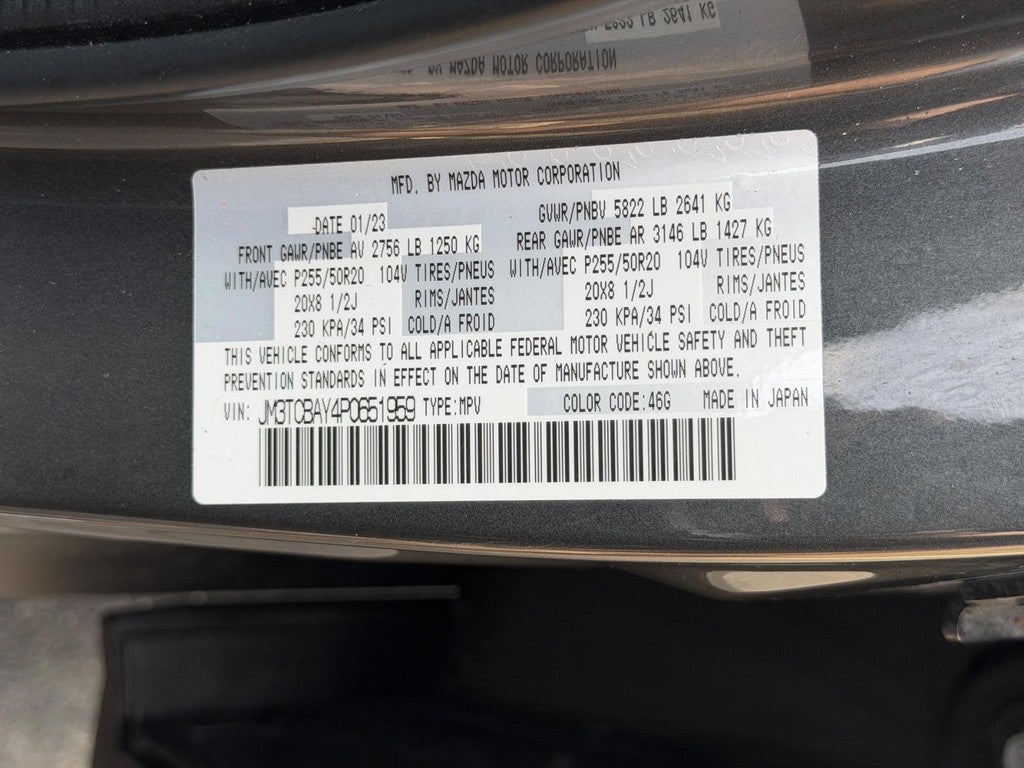 MFD. BY MAZDA MOTOR CORPORATION
DATE 01/23 GVWR/PNBV 5822 LB 2641 KG
FRONT GAWR/PNBE AV 2756 LB 1250 KG REAR GAWR/PNBE AR 3146 LB 1427 KG
WITH/AVEC P255/50R20 104V TIRES/PNEUS WITH/AVEC P255/50R20 104V TIRES/PNEUS
20X8 1/2J RIMS/JANTES 20X8 1/2J RIMS/JANTES
230 KPA/34 PSI COLD/A FROID 230 KPA/34 PSI COLD/A FROID
THIS VEHICLE CONFORMS TO ALL APPLICABLE FEDERAL MOTOR VEHICLE SAFETY AND THEFT
PREVENTION STANDARDS IN EFFECT ON THE DATE OF MANUFACTURE SHOWN ABOVE.
VIN: JM3TCBAY4P0651959 TYPE:MPV COLOR CODE:46G MADE IN JAPAN